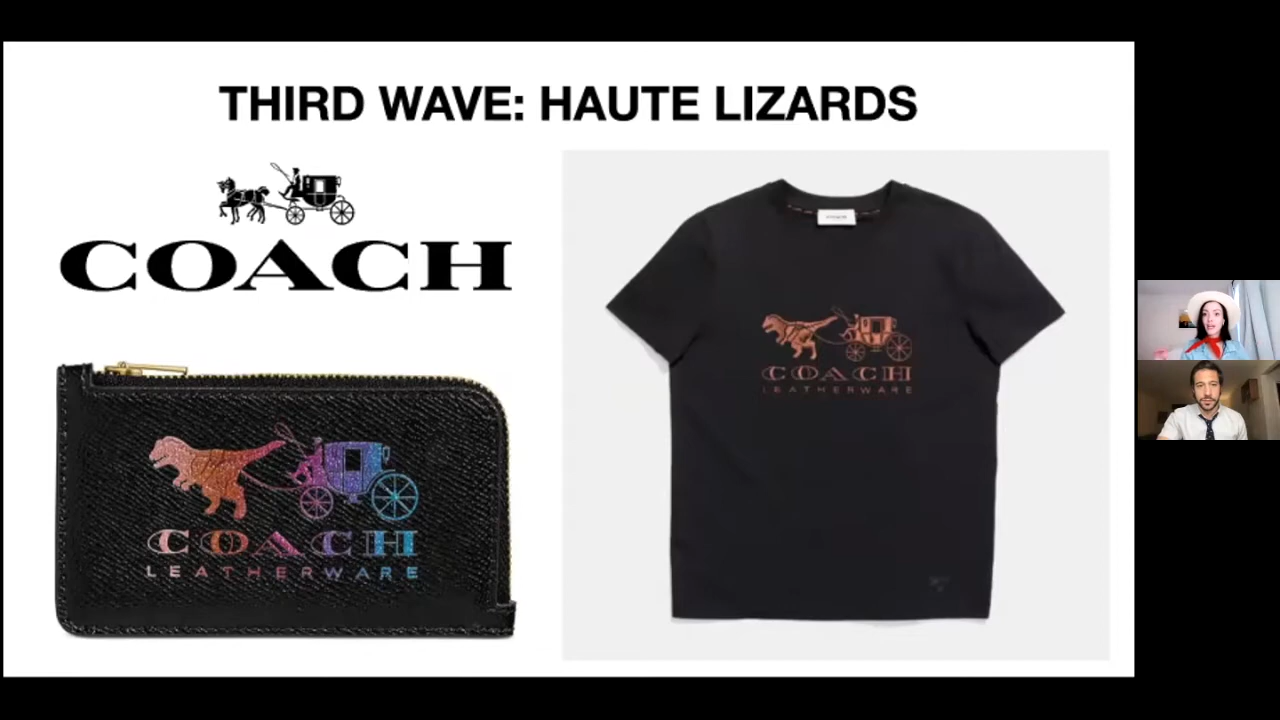 THIRD WAVE: HAUTE LIZARDS
COACH
COACH
LEATHERWARE
COACH
LEATHERWARE